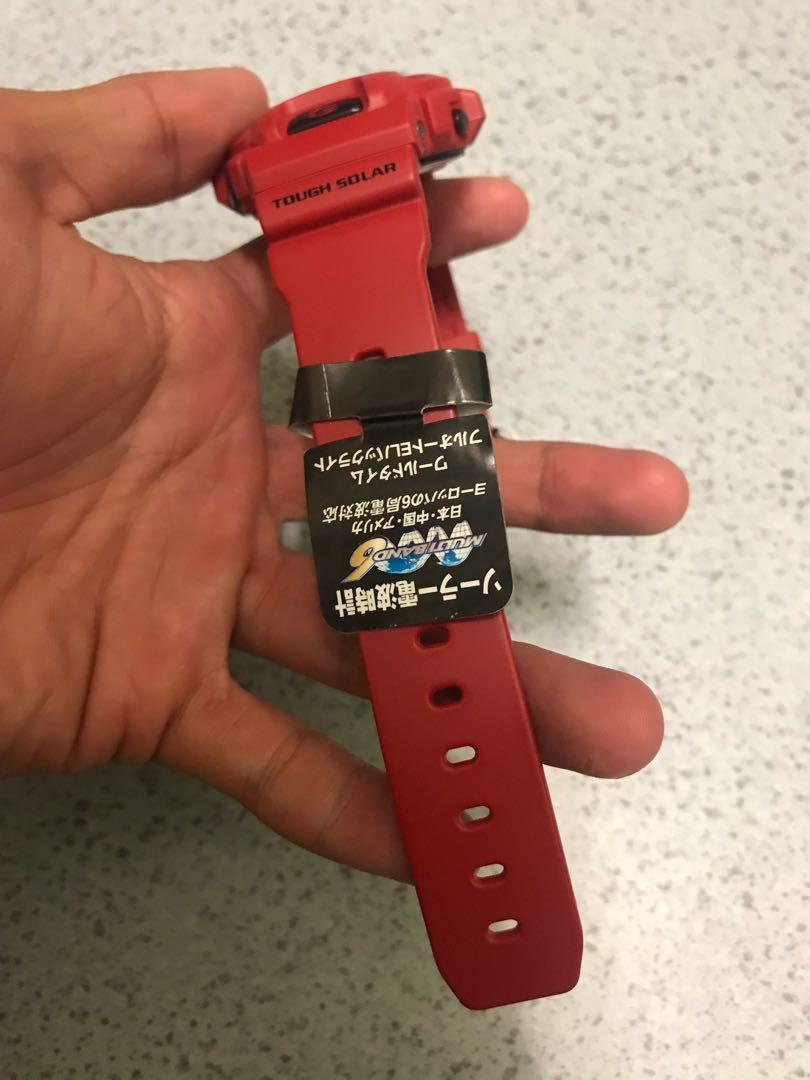 TOUGH SOLAR
ソーラー電波時計
MULTI BAND 6
日本・中国・アメリカ
ヨーロッパの6局電波対応
ワールドタイム
フルオートELバックライト